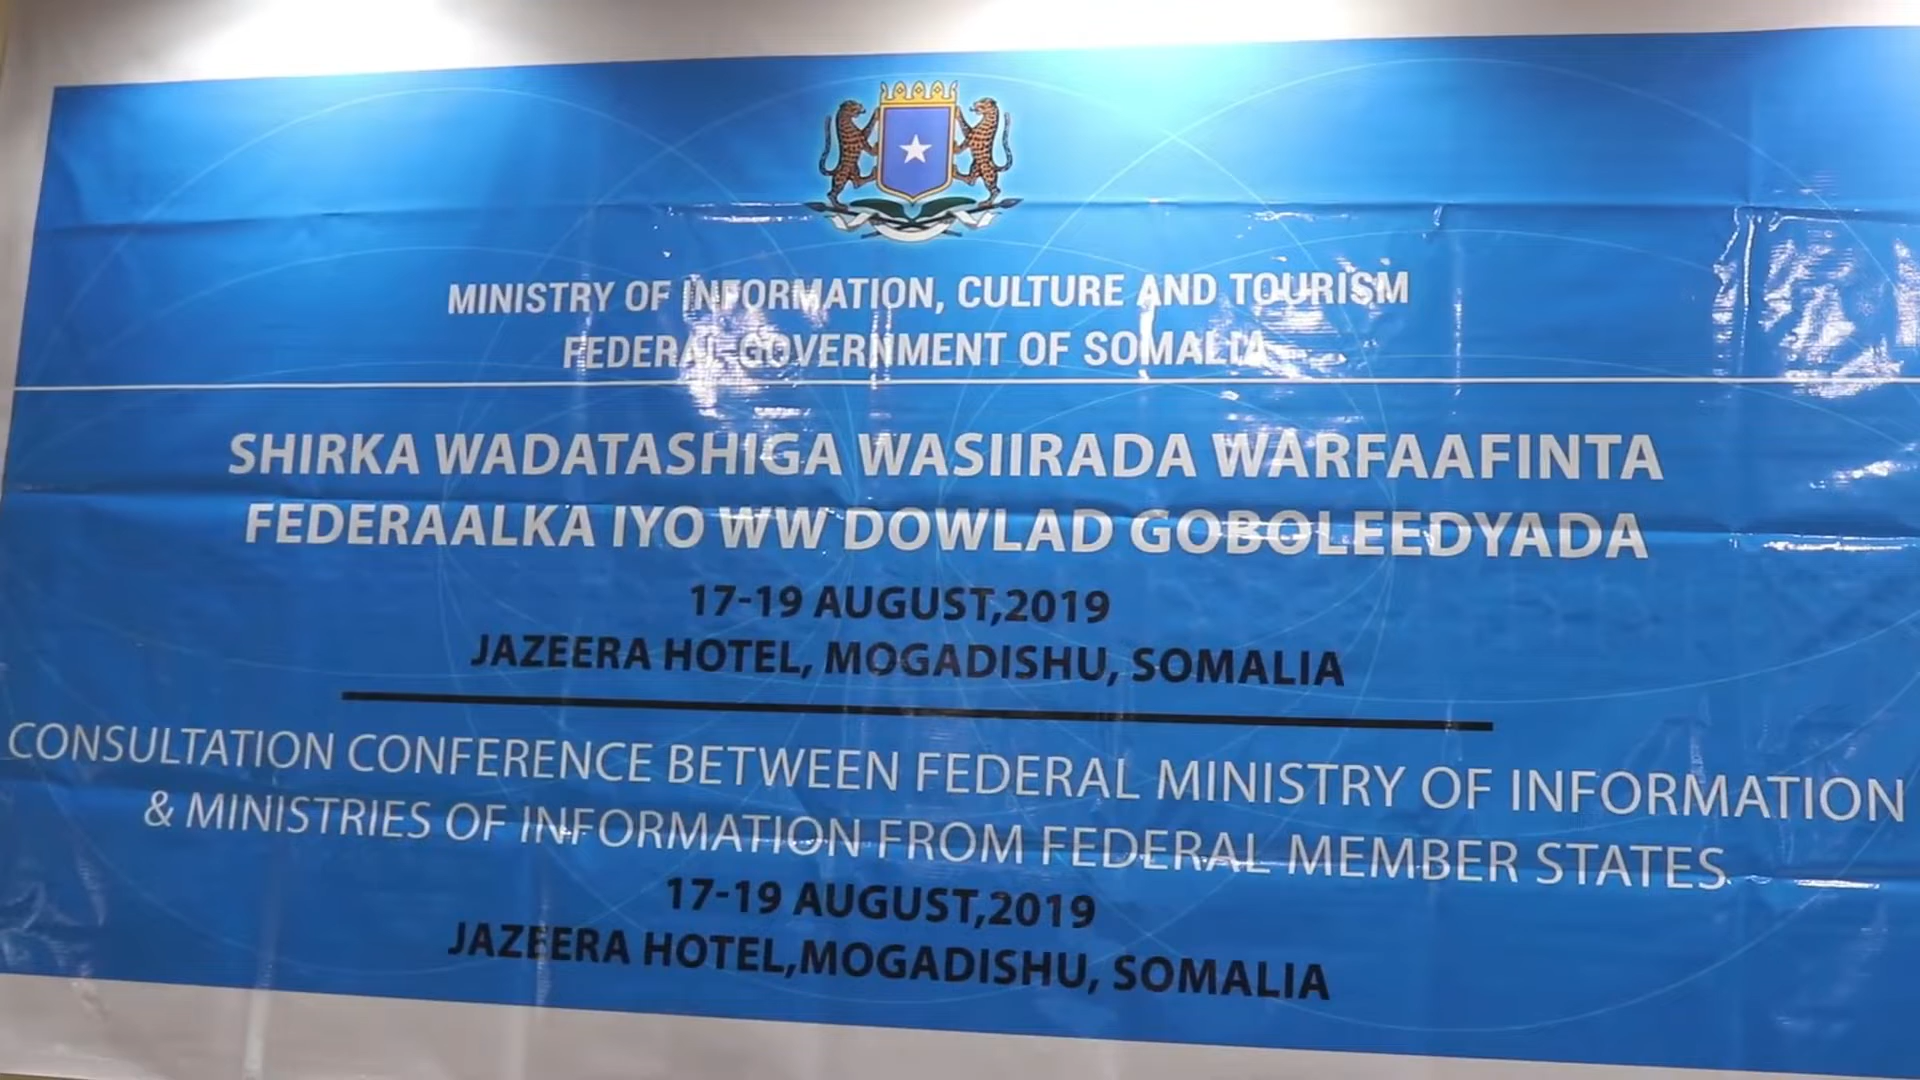 MINISTRY OF INFORMATION, CULTURE AND TOURISM
FEDERAL GOVERNMENT OF SOMALIA
SHIRKA WADATASHIGA WASIIRADA WARFAAFINTA
FEDERAALKA IYO WW DOWLAD GOBOLEEDYADA
17-19 AUGUST,2019
JAZEERA HOTEL, MOGADISHU, SOMALIA
CONSULTATION CONFERENCE BETWEEN FEDERAL MINISTRY OF INFORMATION
& MINISTRIES OF INFORMATION FROM FEDERAL MEMBER STATES
17-19 AUGUST,2019
JAZEERA HOTEL,MOGADISHU, SOMALIA